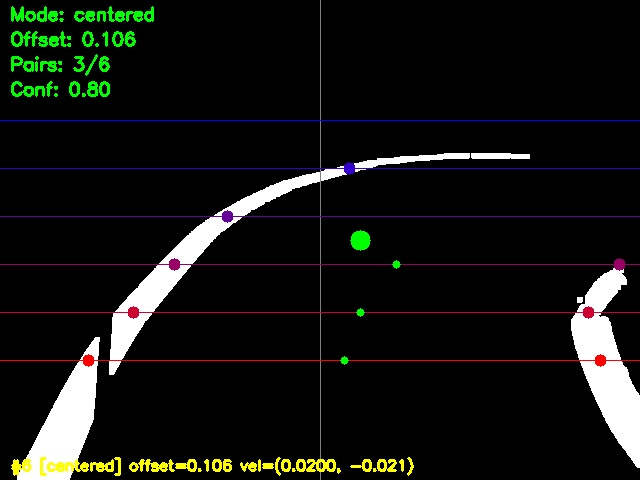 Mode: centered
Offset: 0.106
Pairs: 3/6
Conf: 0.80
#6 [centered] offset=0.106 vel=(0.0200, -0.021)